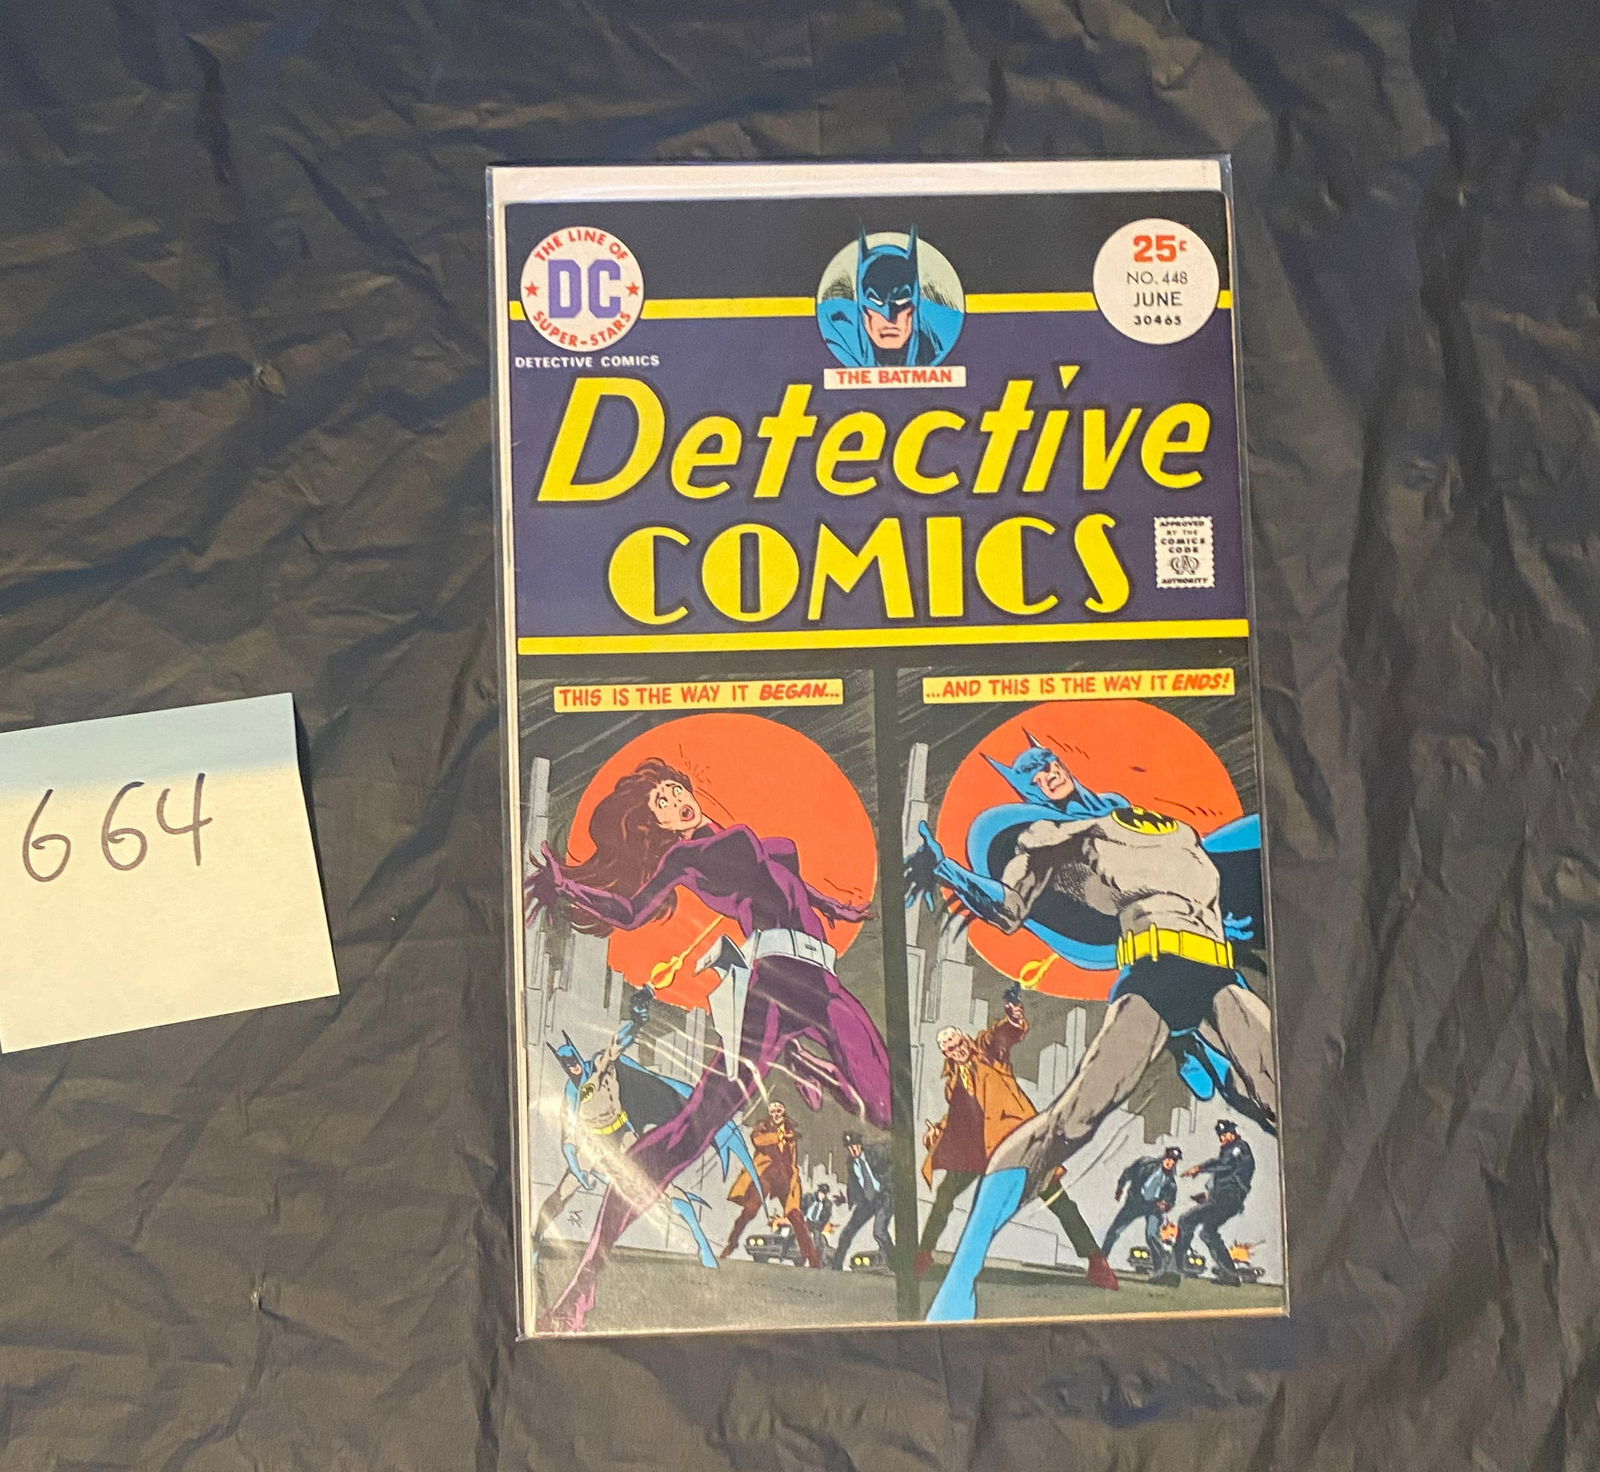 THE LINE OF
DC
SUPER-STARS
DETECTIVE COMICS
THE BATMAN
25¢
NO. 448
JUNE
30465
Detective
COMICS
APPROVED
BY THE
COMICS
CODE
CA
AUTHORITY
THIS IS THE WAY IT BEGAN...
...AND THIS IS THE WAY IT ENDS!
664